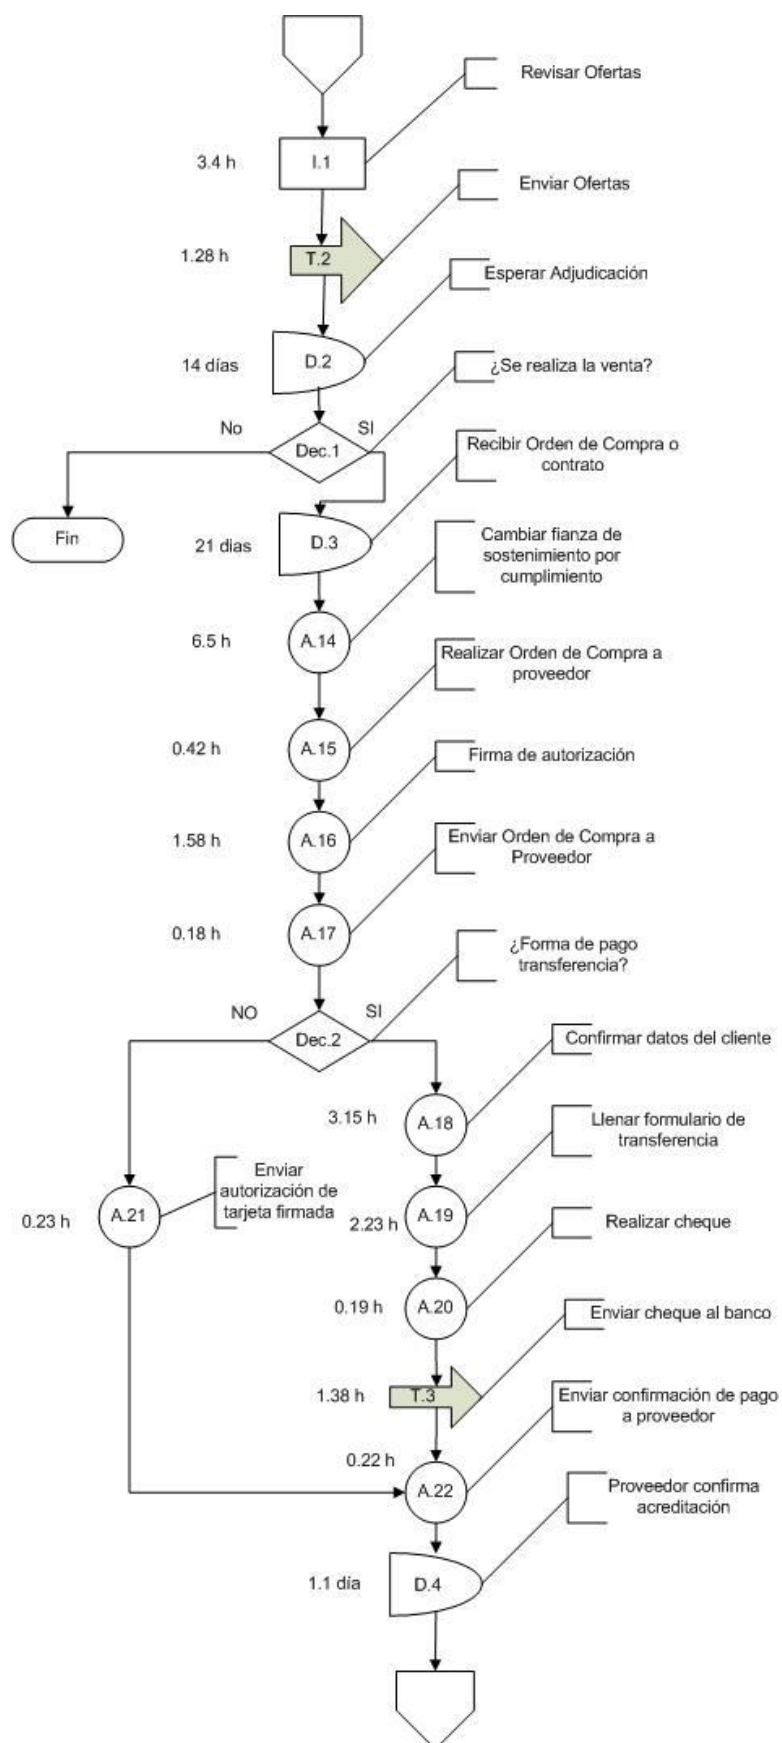 Revisar Ofertas
3.4 h
I.1
Enviar Ofertas
1.28 h
T.2
Esperar Adjudicación
14 días
D.2
¿Se realiza la venta?
No
SI
Dec.1
Recibir Orden de Compra o
contrato
Fin
21 dias
D.3
Cambiar fianza de
sostenimiento por
cumplimiento
6.5 h
A.14
Realizar Orden de Compra a
proveedor
0.42 h
A.15
Firma de autorización
1.58 h
A.16
Enviar Orden de Compra a
Proveedor
0.18 h
A.17
¿Forma de pago
transferencia?
NO
SI
Dec.2
Confirmar datos del cliente
3.15 h
A.18
Llenar formulario de
transferencia
Enviar
autorización de
tarjeta firmada
0.23 h
A.21
2.23 h
A.19
Realizar cheque
0.19 h
A.20
Enviar cheque al banco
1.38 h
T.3
Enviar confirmación de pago
a proveedor
0.22 h
A.22
Proveedor confirma
acreditación
1.1 día
D.4